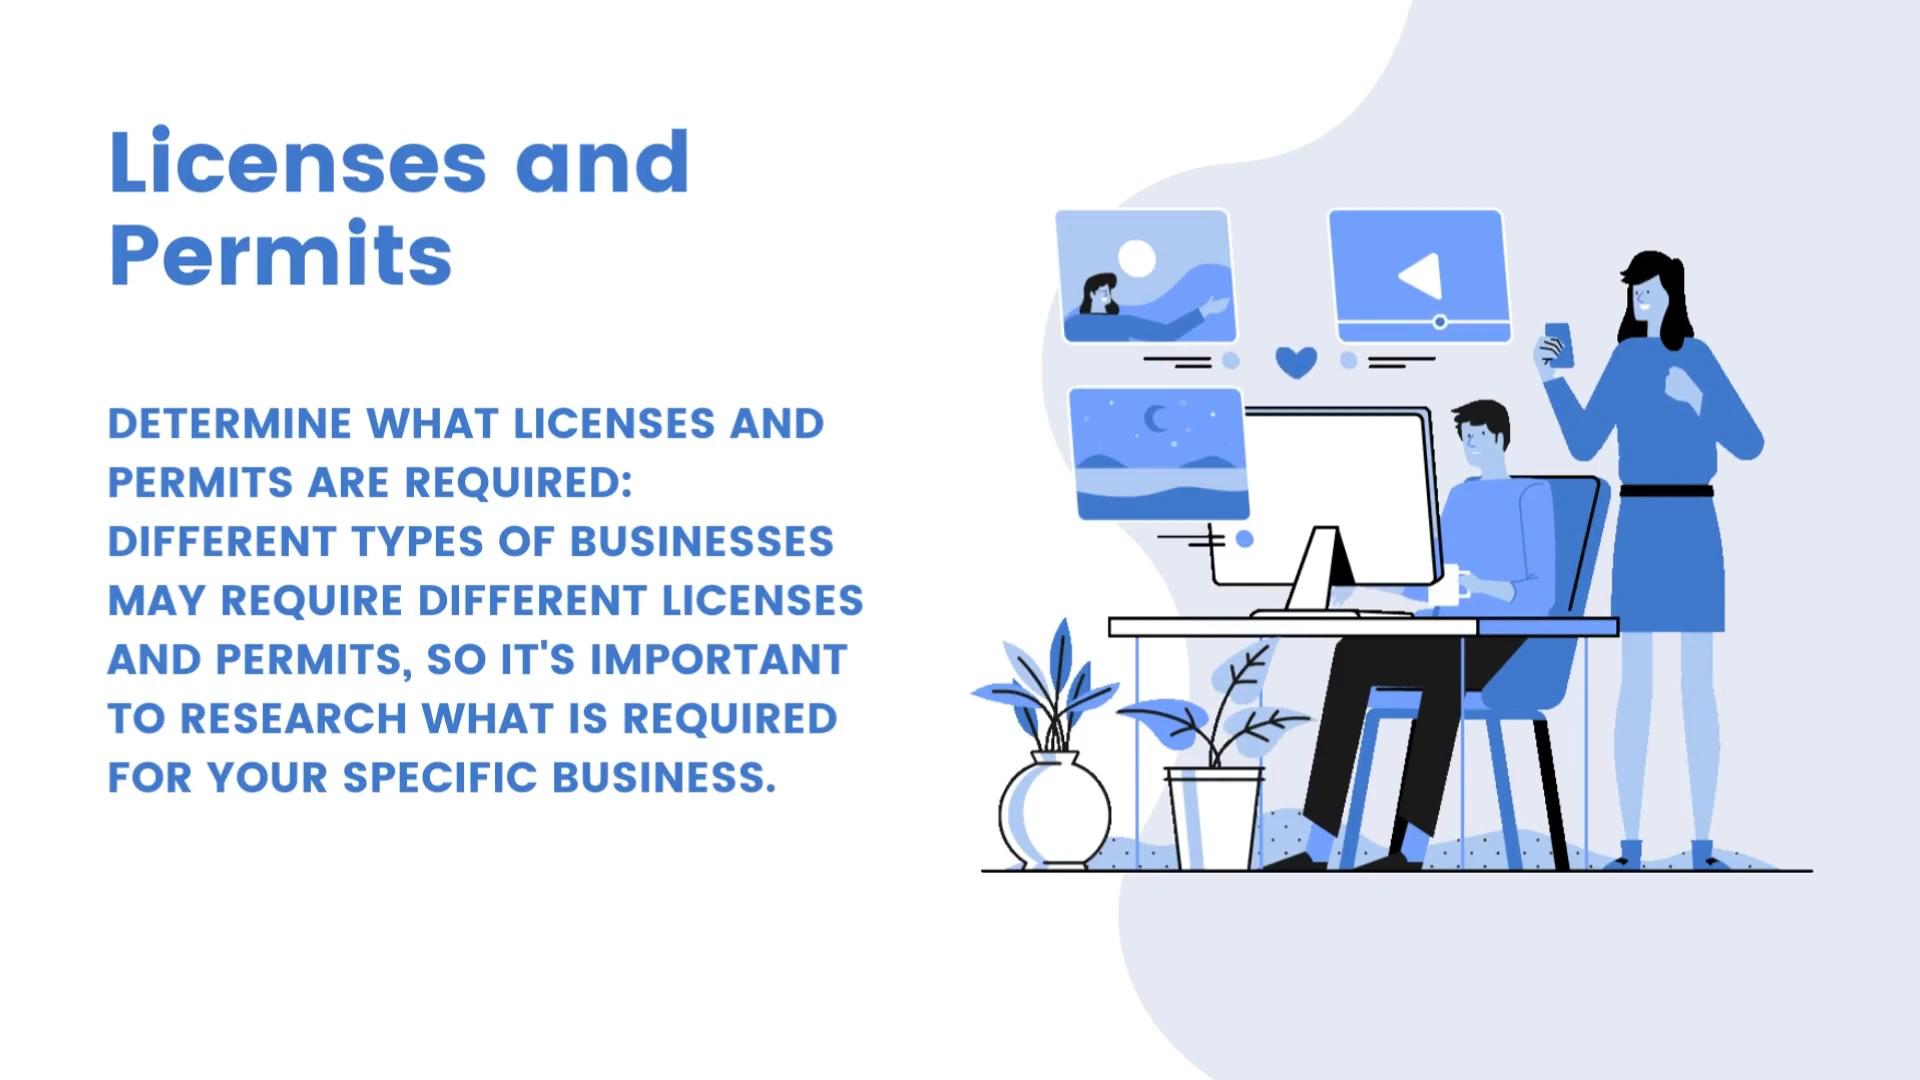 Licenses and
Permits
DETERMINE WHAT LICENSES AND
PERMITS ARE REQUIRED:
DIFFERENT TYPES OF BUSINESSES
MAY REQUIRE DIFFERENT LICENSES
AND PERMITS, SO IT'S IMPORTANT
TO RESEARCH WHAT IS REQUIRED
FOR YOUR SPECIFIC BUSINESS.